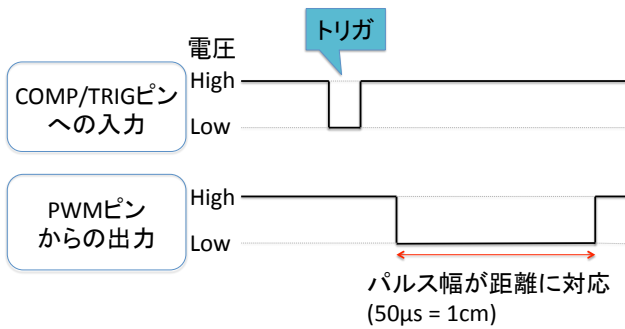 トリガ
電圧
COMP/TRIGピン
への入力
High
Low
PWMピン
からの出力
High
Low
パルス幅が距離に対応
(50μs = 1cm)